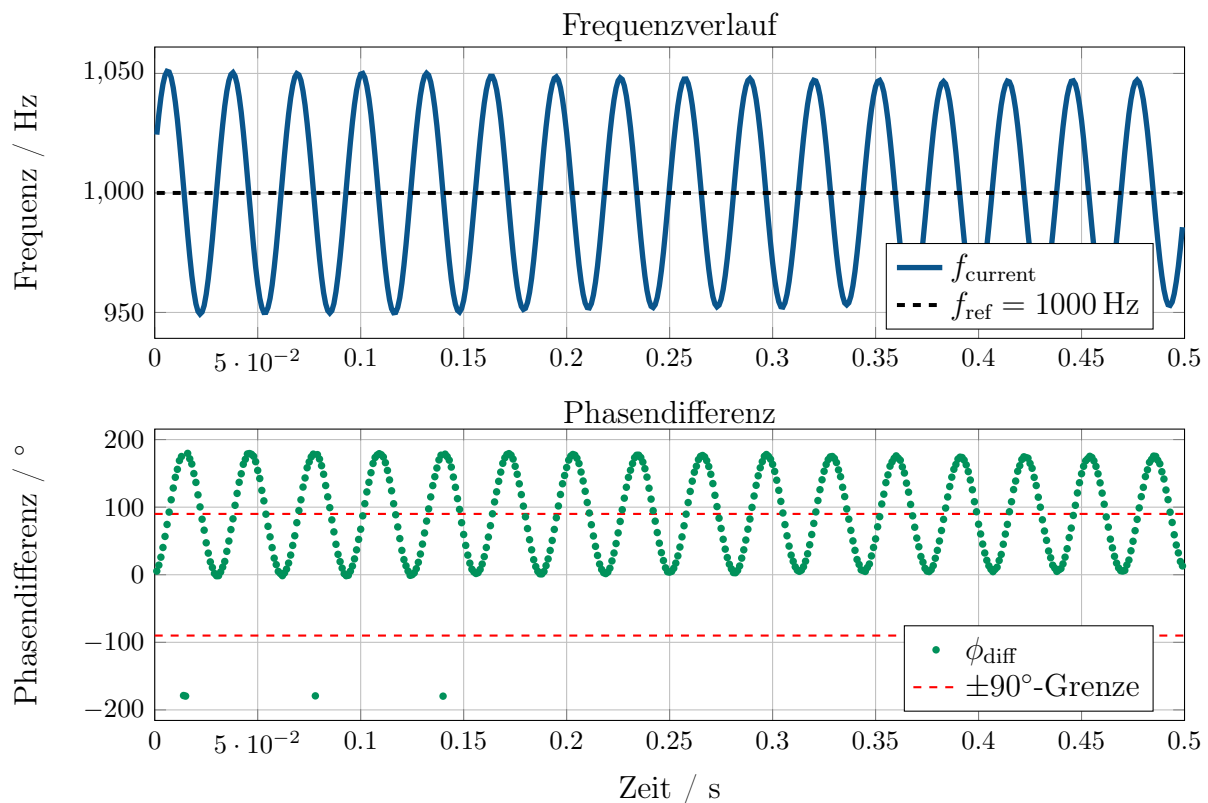 Frequenzverlauf
Frequenz / Hz
1,050
1,000
950
f_current
f_ref = 1000 Hz
0 5 · 10⁻² 0.1 0.15 0.2 0.25 0.3 0.35 0.4 0.45 0.5
Phasendifferenz
Phasendifferenz / °
200
100
0
−100
−200
ϕ_diff
±90°-Grenze
0 5 · 10⁻² 0.1 0.15 0.2 0.25 0.3 0.35 0.4 0.45 0.5
Zeit / s